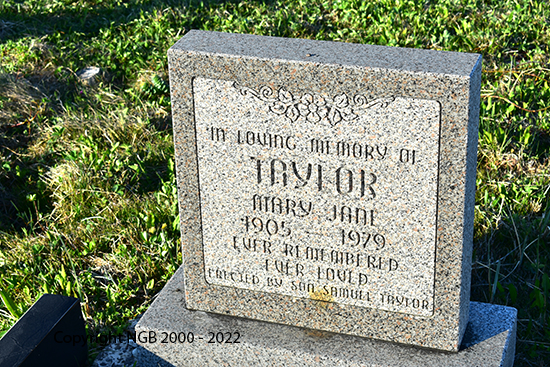 IN LOVING MEMORY OF
TAYLOR
MARY JANE
1905 - 1979
EVER REMEMBERED
EVER LOVED
ERECTED BY SON SAMUEL TAYLOR
Copyright HGB 2000 - 2022